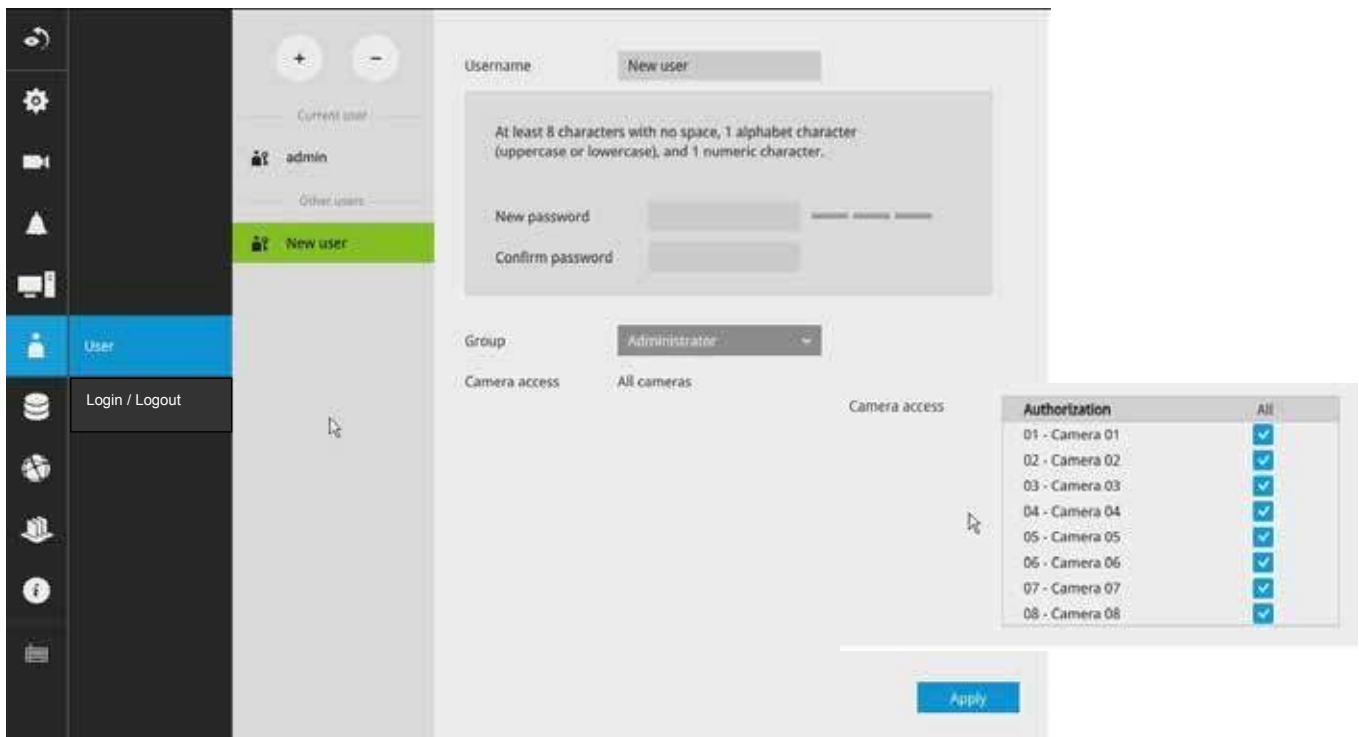 +
-
Current user
admin
Other users
New user
User
Login / Logout
Username New user
At least 8 characters with no space, 1 alphabet character
(uppercase or lowercase), and 1 numeric character.
New password
Confirm password
Group Administrator
Camera access All cameras
Camera access
Authorization All
01 - Camera 01
02 - Camera 02
03 - Camera 03
04 - Camera 04
05 - Camera 05
06 - Camera 06
07 - Camera 07
08 - Camera 08
Apply